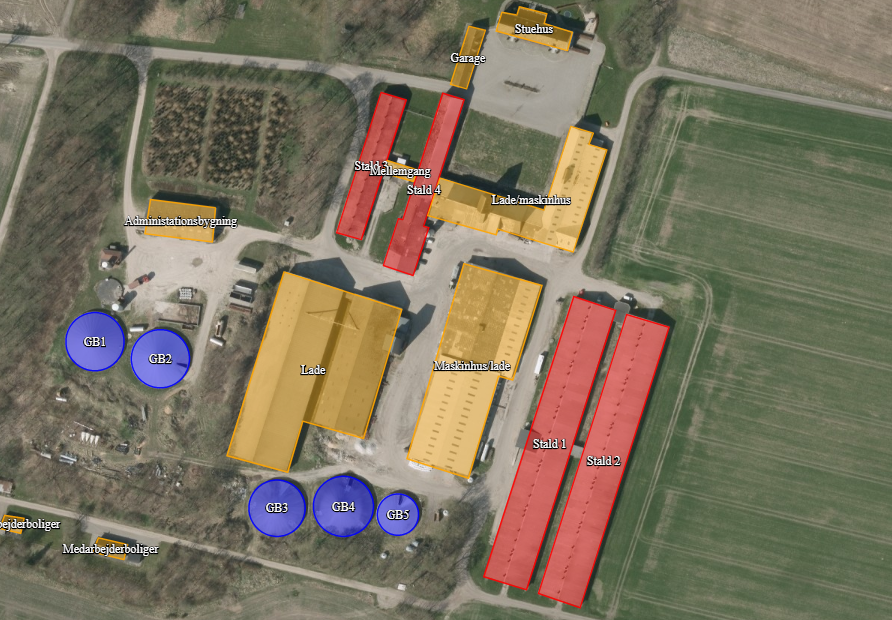 Stuehus
Garage
Stald 3
Mellemgang
Stald 4
Lade/maskinhus
Administationsbygning
GB1
GB2
Lade
Maskinhus/lade
Stald 1
Stald 2
GB3
GB4
GB5
ejderboliger
Medarbejderboliger